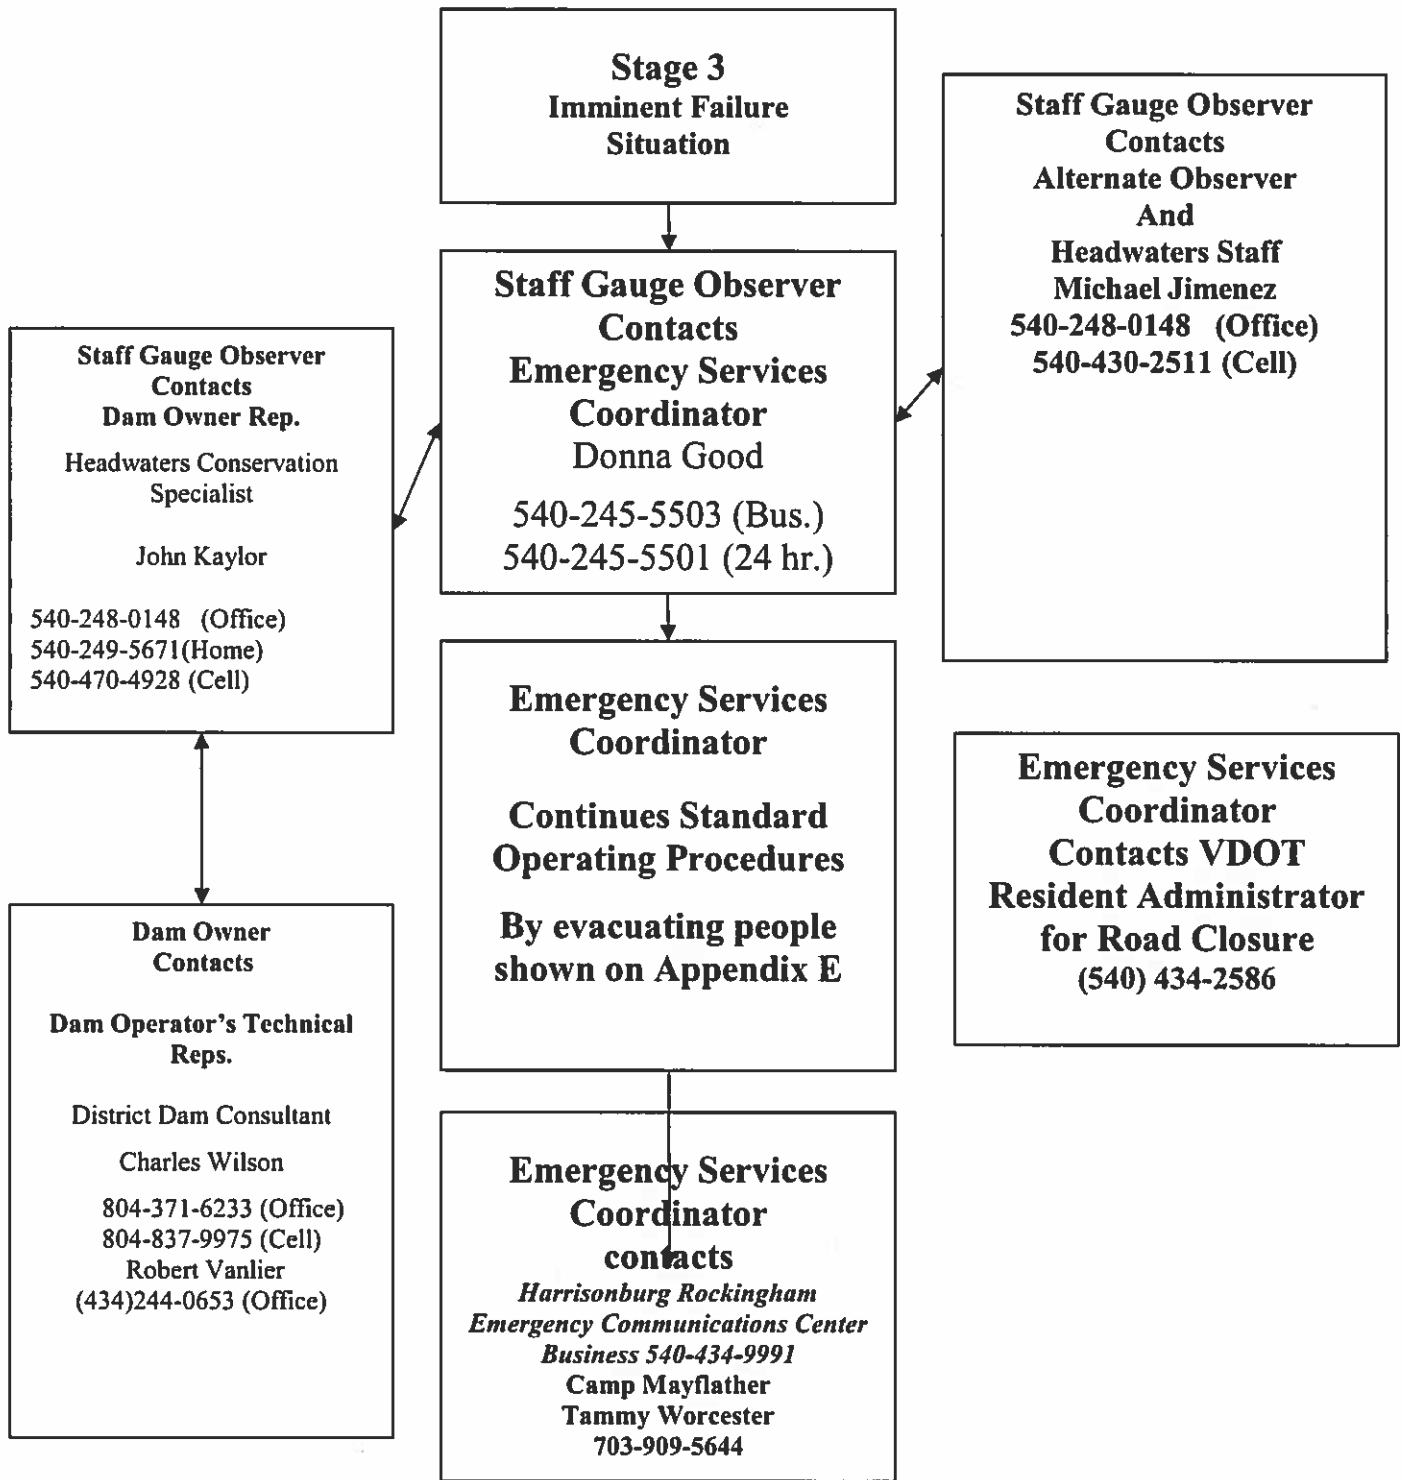 Stage 3
Imminent Failure
Situation
Staff Gauge Observer
Contacts
Alternate Observer
And
Headwaters Staff
Michael Jimenez
540-248-0148 (Office)
540-430-2511 (Cell)
Staff Gauge Observer
Contacts
Emergency Services
Coordinator
Donna Good
540-245-5503 (Bus.)
540-245-5501 (24 hr.)
Staff Gauge Observer
Contacts
Dam Owner Rep.
Headwaters Conservation
Specialist
John Kaylor
540-248-0148 (Office)
540-249-5671(Home)
540-470-4928 (Cell)
Emergency Services
Coordinator
Continues Standard
Operating Procedures
By evacuating people
shown on Appendix E
Emergency Services
Coordinator
Contacts VDOT
Resident Administrator
for Road Closure
(540) 434-2586
Dam Owner
Contacts
Dam Operator's Technical
Reps.
District Dam Consultant
Charles Wilson
804-371-6233 (Office)
804-837-9975 (Cell)
Robert Vanlier
(434)244-0653 (Office)
Emergency Services
Coordinator
contacts
Harrisonburg Rockingham
Emergency Communications Center
Business 540-434-9991
Camp Mayflather
Tammy Worcester
703-909-5644